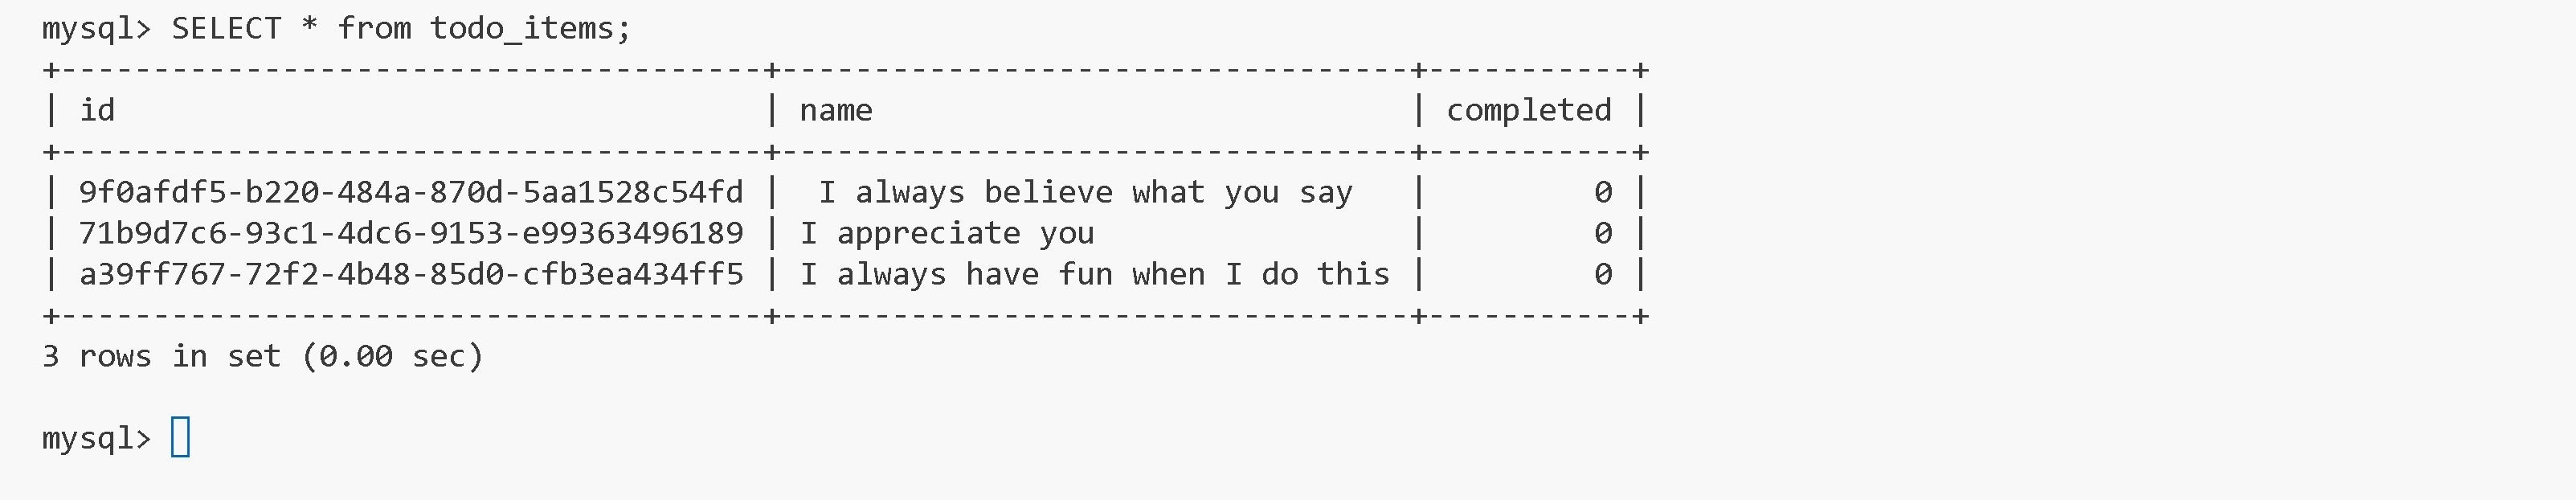 mysql> SELECT * from todo_items;
+--------------------------------------+----------------------------------+-----------+
| id                                   | name                             | completed |
+--------------------------------------+----------------------------------+-----------+
| 9f0afdf5-b220-484a-870d-5aa1528c54fd |  I always believe what you say   |         0 |
| 71b9d7c6-93c1-4dc6-9153-e99363496189 | I appreciate you                 |         0 |
| a39ff767-72f2-4b48-85d0-cfb3ea434ff5 | I always have fun when I do this |         0 |
+--------------------------------------+----------------------------------+-----------+
3 rows in set (0.00 sec)
mysql>